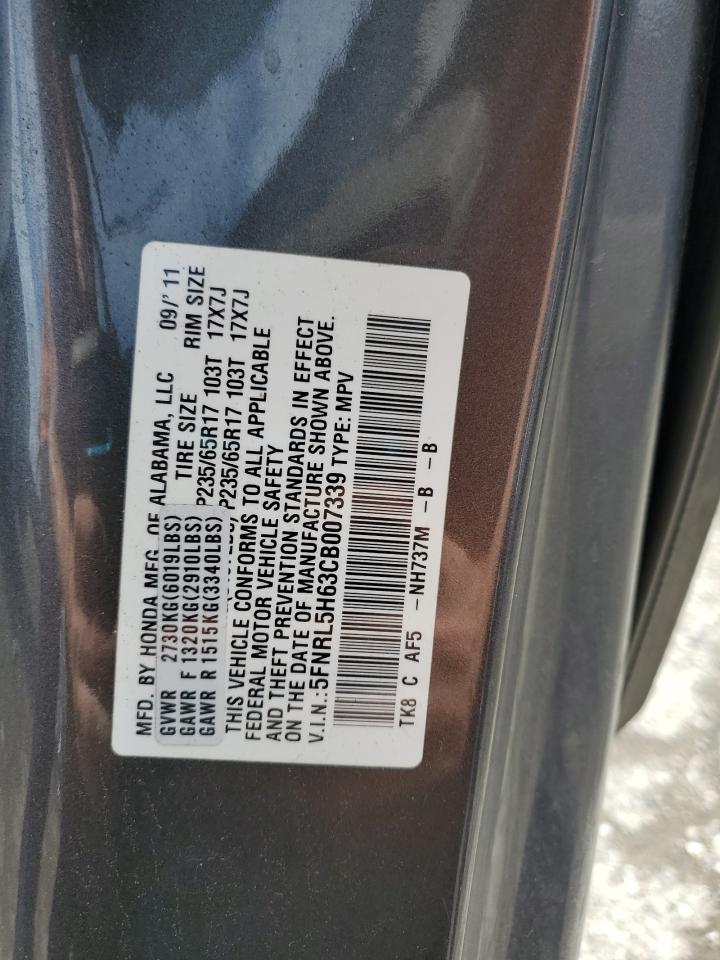 MFD. BY HONDA MFG. OF ALABAMA, LLC 09/' 11
GVWR 2730KG(6019LBS) TIRE SIZE RIM SIZE
GAWR F 1320KG(2910LBS) P235/65R17 103T 17X7J
GAWR R 1515KG(3340LBS) P235/65R17 103T 17X7J
THIS VEHICLE CONFORMS TO ALL APPLICABLE
FEDERAL MOTOR VEHICLE SAFETY
AND THEFT PREVENTION STANDARDS IN EFFECT
ON THE DATE OF MANUFACTURE SHOWN ABOVE.
V.I.N.:5FNRL5H63CB007339 TYPE: MPV
TK8 C AF5 -NH737M -B -B